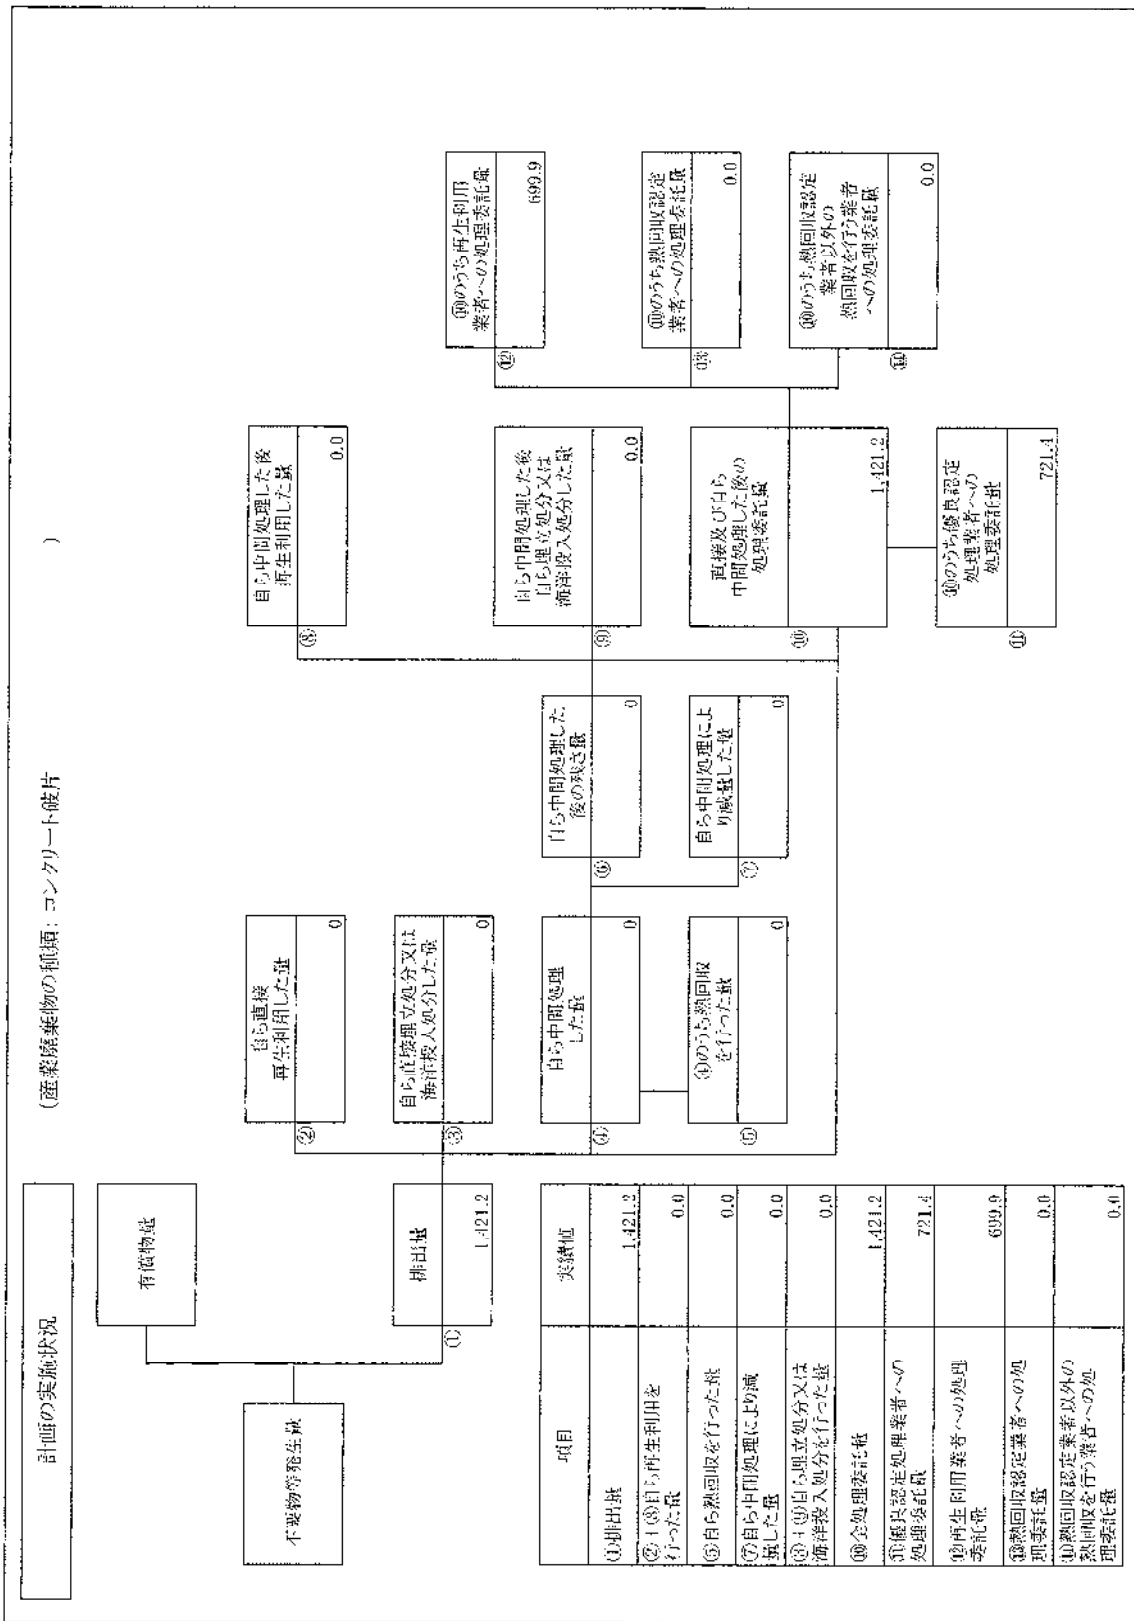 計画の実施状況
(産業廃棄物の種類:コンクリート破片
)
不要物等発生量
有償物量
①
排出量
1,421.2
②
自ら直接
再生利用した量
0
③
自ら直接埋立処分又は
海洋投入処分した量
0
④
自ら中間処理
した量
0
⑤
④のうち熱回収
を行った量
0
⑥
自ら中間処理した
後の残さ量
0
⑦
自ら中間処理によ
り減量した量
0
⑧
自ら中間処理した後
再生利用した量
0.0
⑨
自ら中間処理した後
自ら埋立処分又は
海洋投入処分した量
0.0
⑩
直接及び自ら
中間処理した後の
処理委託量
1,421.2
⑪
⑩のうち優良認定
処理業者への
処理委託量
721.4
⑫
⑩のうち再生利用
業者への処理委託量
699.9
⑬
⑩のうち熱回収認定
業者への処理委託量
0.0
⑭
⑩のうち熱回収認定
業者以外の
熱回収を行う業者
への処理委託量
0.0
項目
実績値
①排出量
1,421.2
②+⑧自ら再生利用を
行った量
0.0
⑤自ら熱回収を行った量
0.0
⑦自ら中間処理により減
量した量
0.0
③+⑨自ら埋立処分又は
海洋投入処分を行った量
0.0
⑩全処理委託量
1,421.2
⑪優良認定処理業者への
処理委託量
721.4
⑫再生利用業者への処理
委託量
699.9
⑬熱回収認定業者への処
理委託量
0.0
⑭熱回収認定業者以外の
熱回収を行う業者への処
理委託量
0.0